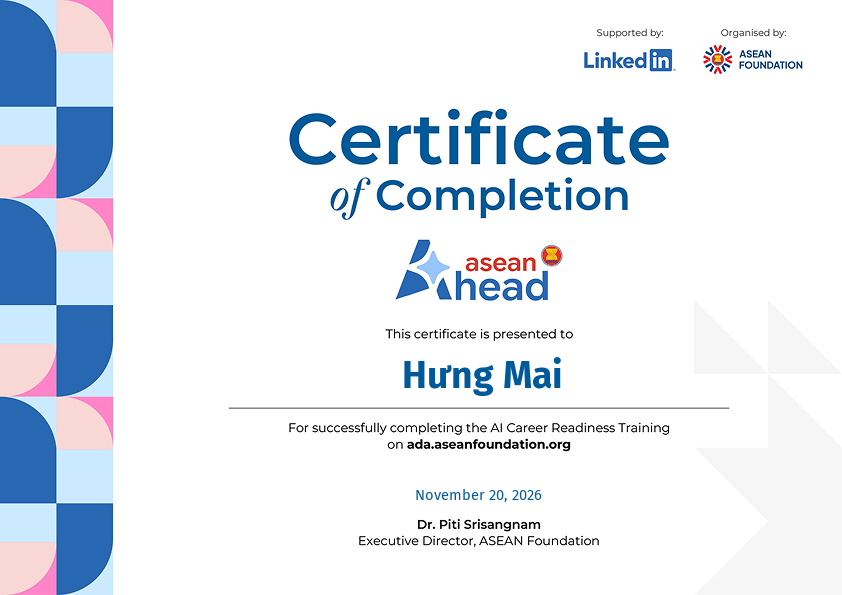 Supported by:
LinkedIn
Organised by:
ASEAN
FOUNDATION
Certificate
of Completion
asean
Ahead
This certificate is presented to
Hưng Mai
For successfully completing the AI Career Readiness Training
on ada.aseanfoundation.org
November 20, 2026
Dr. Piti Srisangnam
Executive Director, ASEAN Foundation